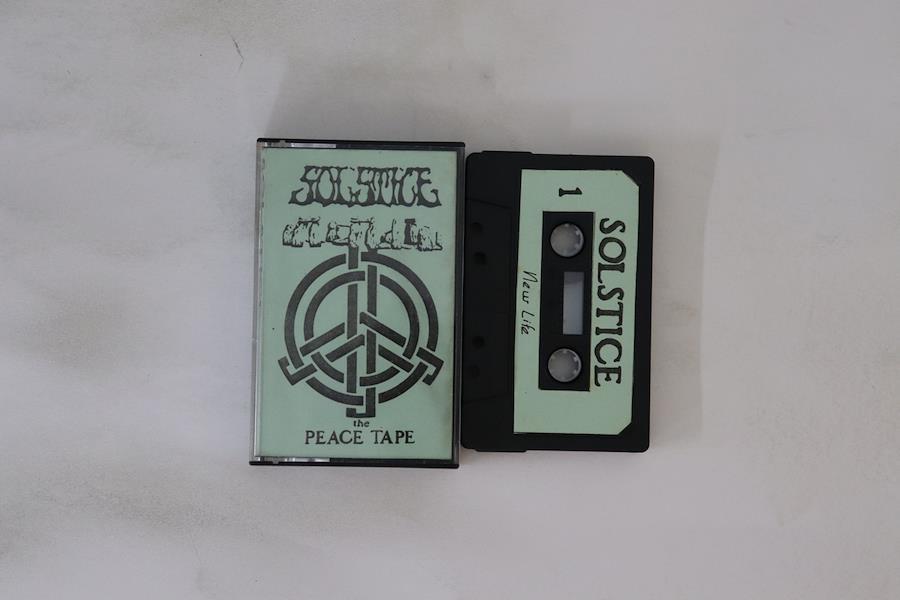 SOLSTICE
the
PEACE TAPE
1
SOLSTICE
New Life